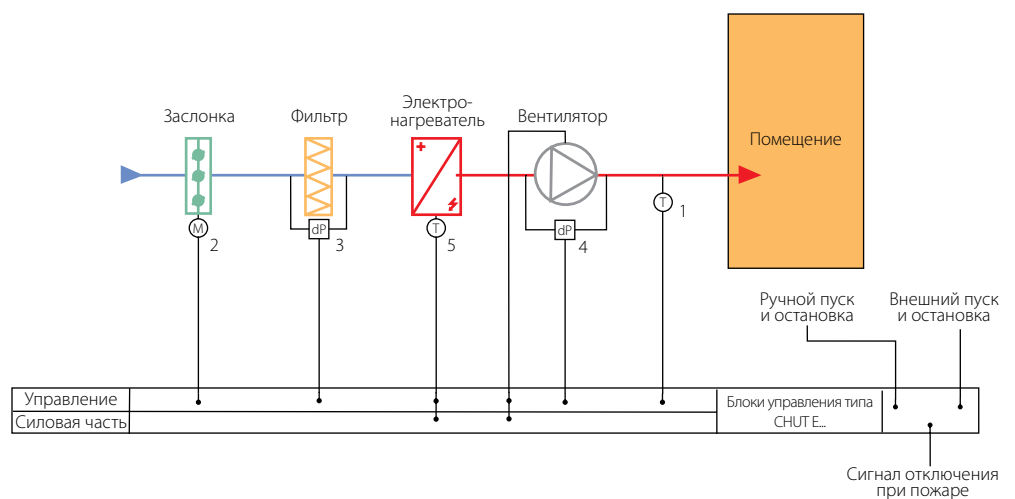 Заслонка
Фильтр
Электро-
нагреватель
Вентилятор
Помещение
M
2
dP
3
T
5
dP
4
T
1
Ручной пуск
и остановка
Внешний пуск
и остановка
Управление
Силовая часть
Блоки управления типа
CHUT E...
Сигнал отключения
при пожаре